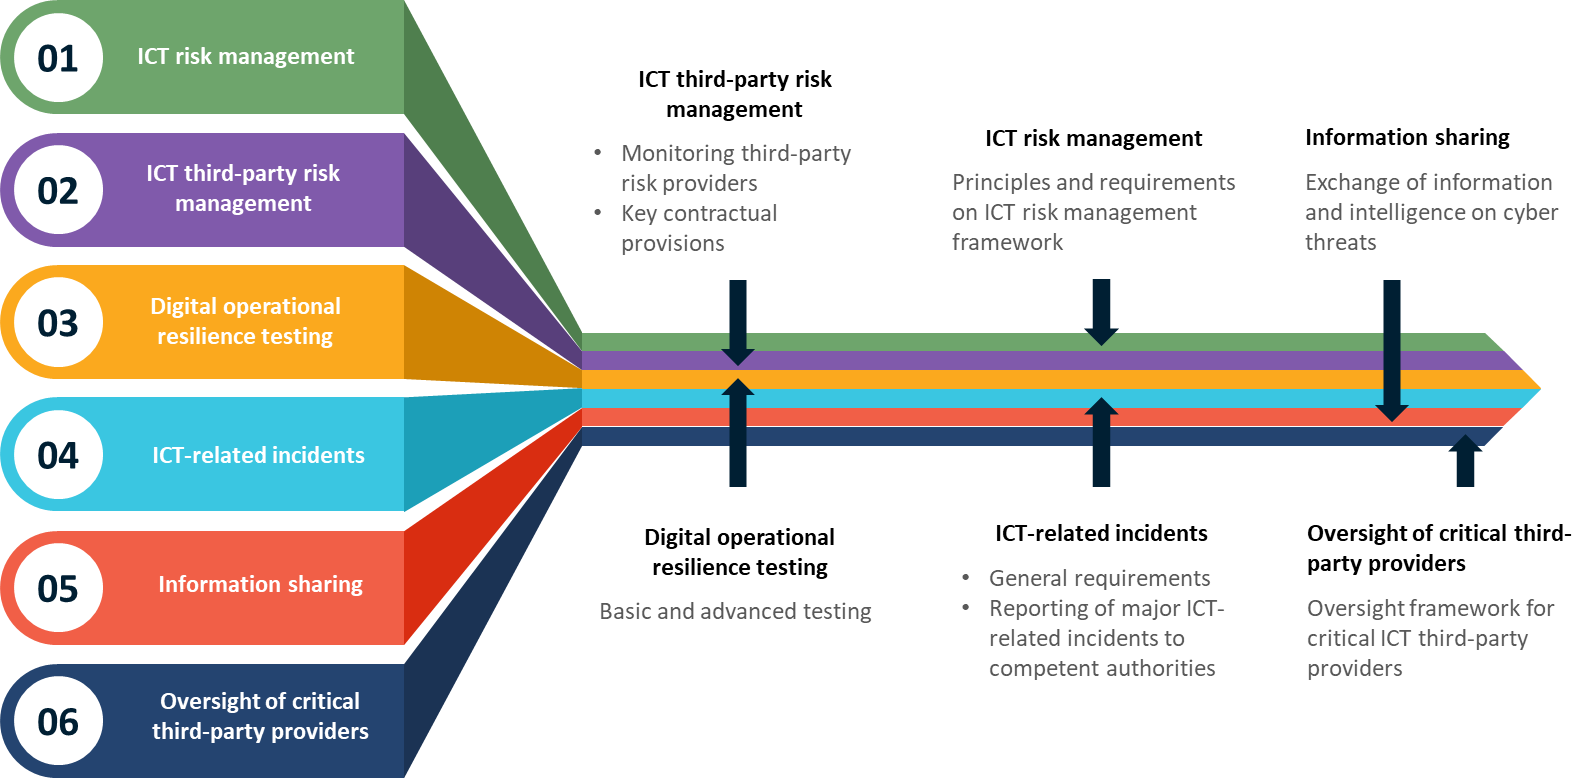 01
ICT risk management
02
ICT third-party risk
management
03
Digital operational
resilience testing
04
ICT-related incidents
05
Information sharing
06
Oversight of critical
third-party providers
ICT third-party risk
management
• Monitoring third-party
risk providers
• Key contractual
provisions
ICT risk management
Principles and requirements
on ICT risk management
framework
Information sharing
Exchange of information
and intelligence on cyber
threats
Digital operational
resilience testing
Basic and advanced testing
ICT-related incidents
• General requirements
• Reporting of major ICT-
related incidents to
competent authorities
Oversight of critical third-
party providers
Oversight framework for
critical ICT third-party
providers